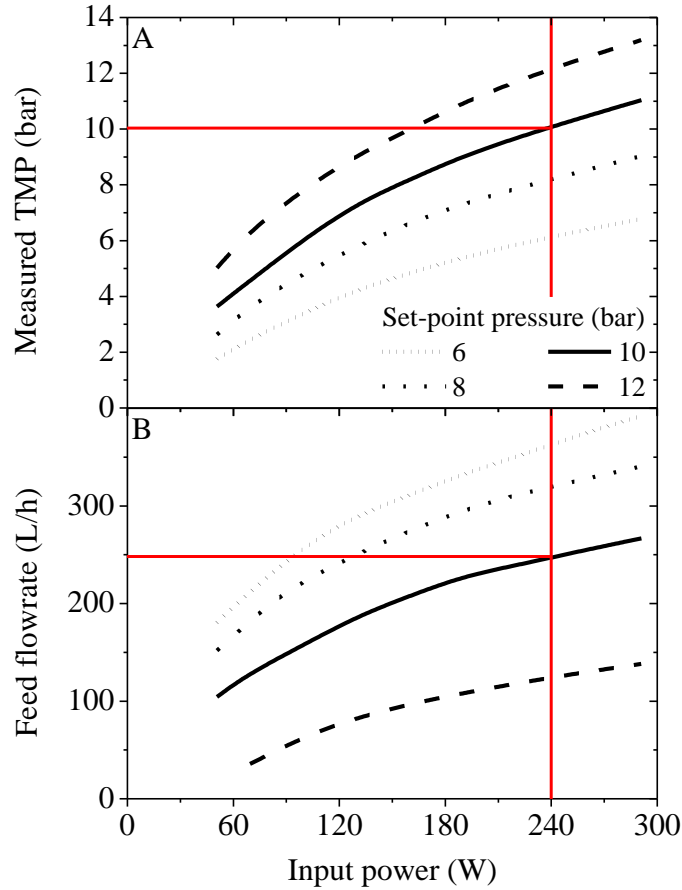 14
A
12
10
8
6
4
2
0
Measured TMP (bar)
Set-point pressure (bar)
6 10
8 12
B
300
200
100
0
Feed flowrate (L/h)
0 60 120 180 240 300
Input power (W)